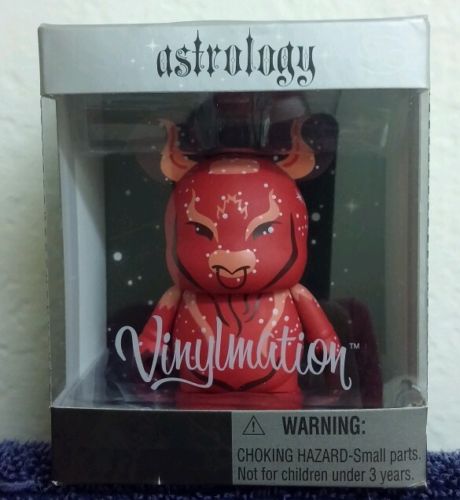 astrology
Vinylmation™
⚠ WARNING:
CHOKING HAZARD-Small parts.
Not for children under 3 years.